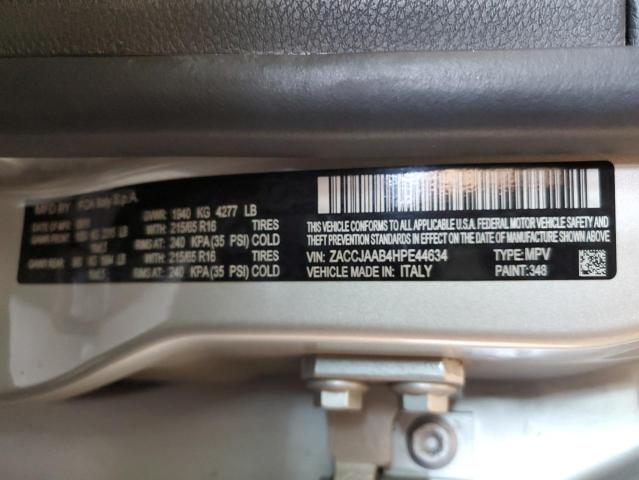 MFD BY FCA Italy S.p.A.
GVWR: 1940 KG 4277 LB
WITH 215/65 R16 TIRES
RIMS AT: 240 KPA (35 PSI) COLD
WITH 215/65 R16 TIRES
RIMS AT: 240 KPA (35 PSI) COLD
THIS VEHICLE CONFORMS TO ALL APPLICABLE U.S.A. FEDERAL MOTOR VEHICLE SAFETY AND
THEFT PREVENTION STANDARDS IN EFFECT ON THE DATE OF MANUFACTURE SHOWN ABOVE.
VIN: ZACCJAAB4HPE44634 TYPE: MPV
VEHICLE MADE IN: ITALY PAINT: 348